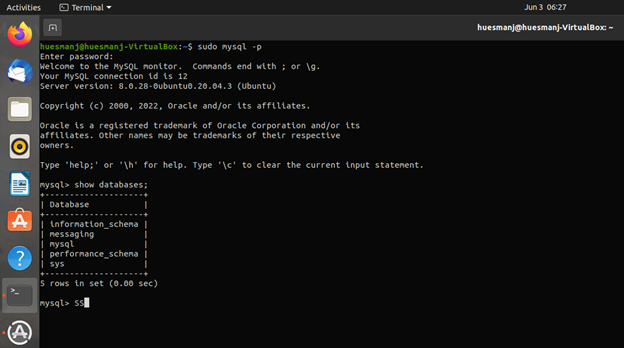 Activities
Terminal
Jun 3 06:27
huesmanj@huesmanj-VirtualBox: ~
huesmanj@huesmanj-VirtualBox:~$ sudo mysql -p
Enter password:
Welcome to the MySQL monitor.  Commands end with ; or \g.
Your MySQL connection id is 12
Server version: 8.0.28-0ubuntu0.20.04.3 (Ubuntu)
Copyright (c) 2000, 2022, Oracle and/or its affiliates.
Oracle is a registered trademark of Oracle Corporation and/or its
affiliates. Other names may be trademarks of their respective
owners.
Type 'help;' or '\h' for help. Type '\c' to clear the current input statement.
mysql> show databases;
+--------------------+
| Database           |
+--------------------+
| information_schema |
| messaging          |
| mysql              |
| performance_schema |
| sys                |
+--------------------+
5 rows in set (0.00 sec)
mysql> SS